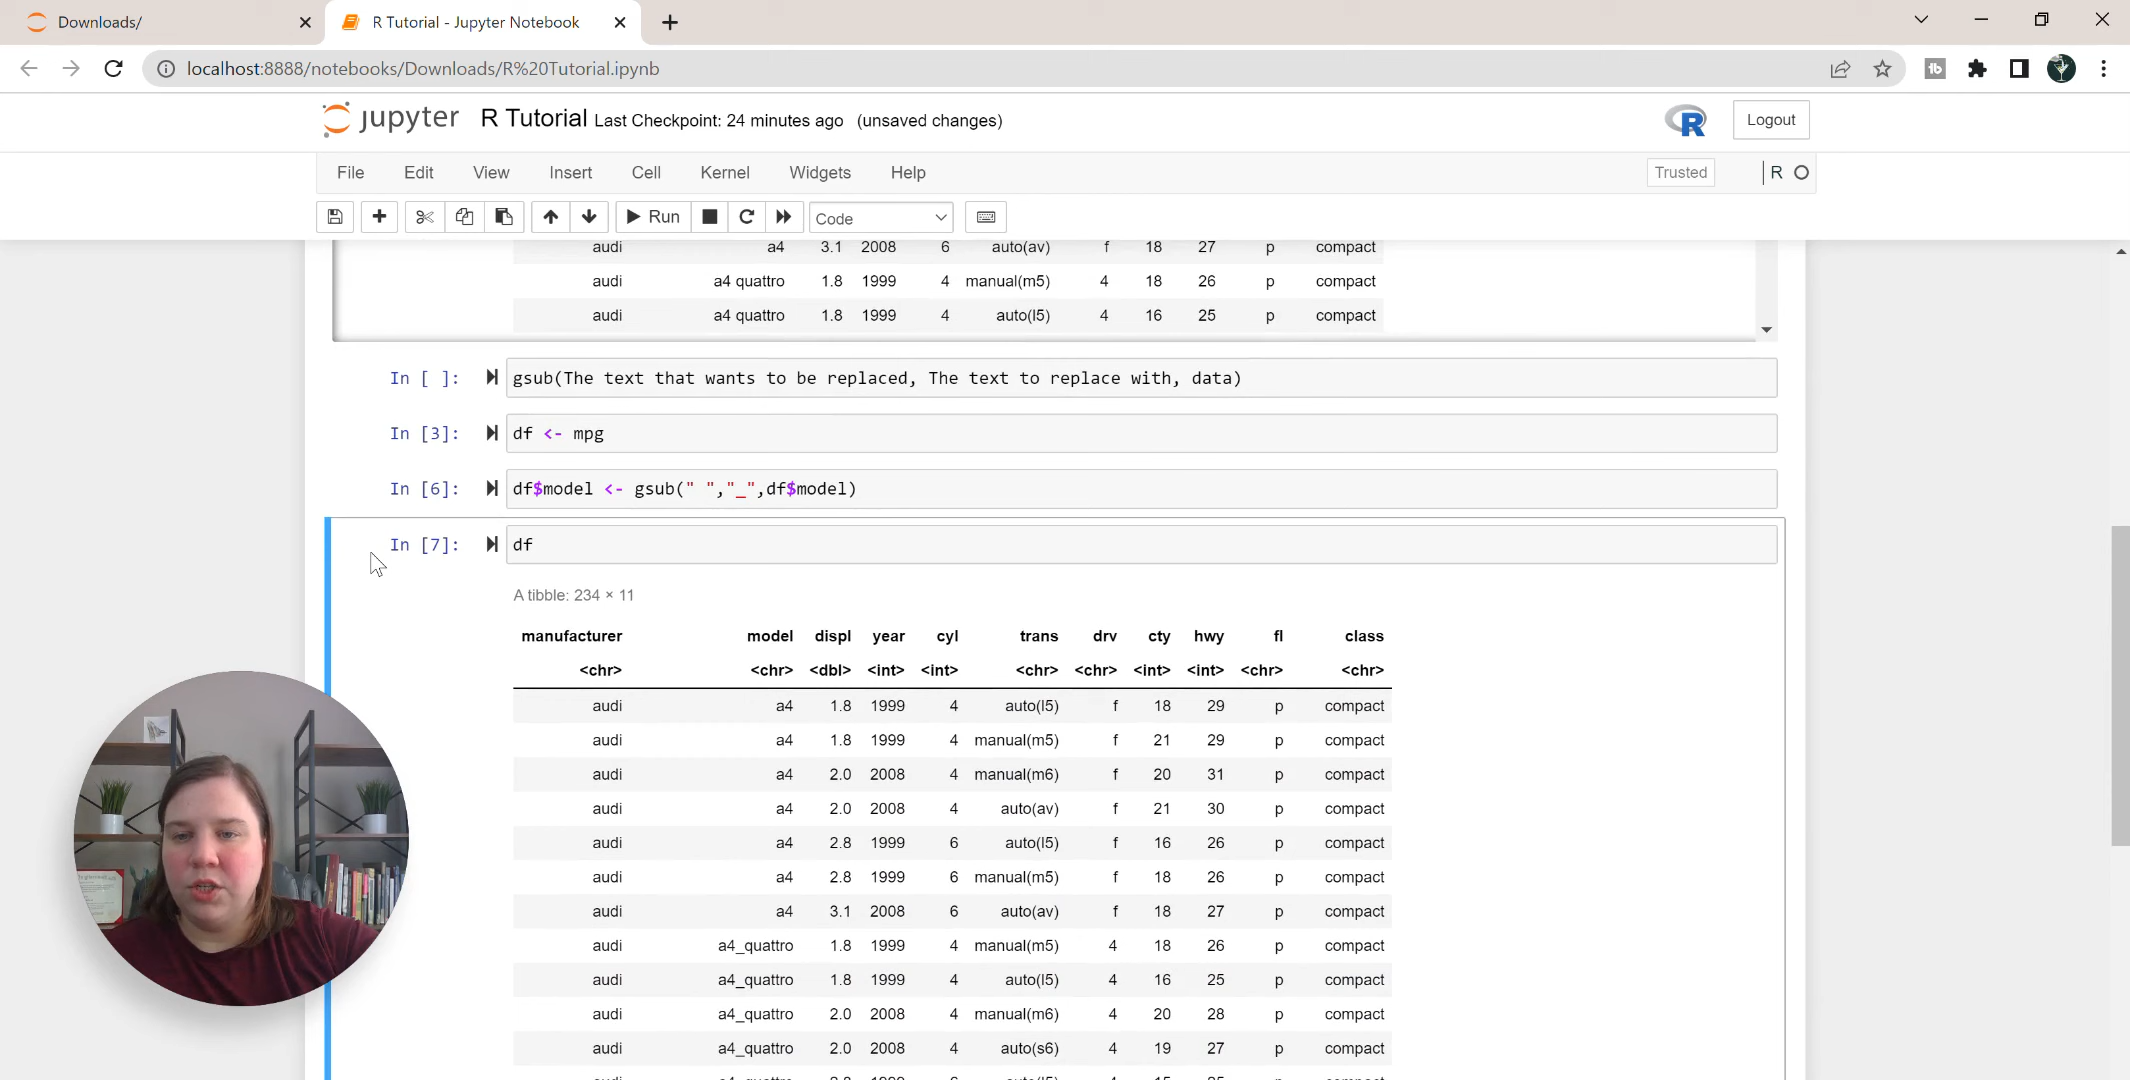 Downloads/
R Tutorial - Jupyter Notebook
localhost:8888/notebooks/Downloads/R%20Tutorial.ipynb
jupyter R Tutorial Last Checkpoint: 24 minutes ago (unsaved changes)
R
Logout
File Edit View Insert Cell Kernel Widgets Help
Trusted
R
Run
Code
audi a4 3.1 2008 6 auto(av) f 18 27 p compact
audi a4 quattro 1.8 1999 4 manual(m5) 4 18 26 p compact
audi a4 quattro 1.8 1999 4 auto(l5) 4 16 25 p compact
In [ ]: gsub(The text that wants to be replaced, The text to replace with, data)
In [3]: df <- mpg
In [6]: df$model <- gsub(" ","_",df$model)
In [7]: df
A tibble: 234 × 11
manufacturer model displ year cyl trans drv cty hwy fl class
<chr> <chr> <dbl> <int> <int> <chr> <chr> <int> <int> <chr> <chr>
audi a4 1.8 1999 4 auto(l5) f 18 29 p compact
audi a4 1.8 1999 4 manual(m5) f 21 29 p compact
audi a4 2.0 2008 4 manual(m6) f 20 31 p compact
audi a4 2.0 2008 4 auto(av) f 21 30 p compact
audi a4 2.8 1999 6 auto(l5) f 16 26 p compact
audi a4 2.8 1999 6 manual(m5) f 18 26 p compact
audi a4 3.1 2008 6 auto(av) f 18 27 p compact
audi a4_quattro 1.8 1999 4 manual(m5) 4 18 26 p compact
audi a4_quattro 1.8 1999 4 auto(l5) 4 16 25 p compact
audi a4_quattro 2.0 2008 4 manual(m6) 4 20 28 p compact
audi a4_quattro 2.0 2008 4 auto(s6) 4 19 27 p compact